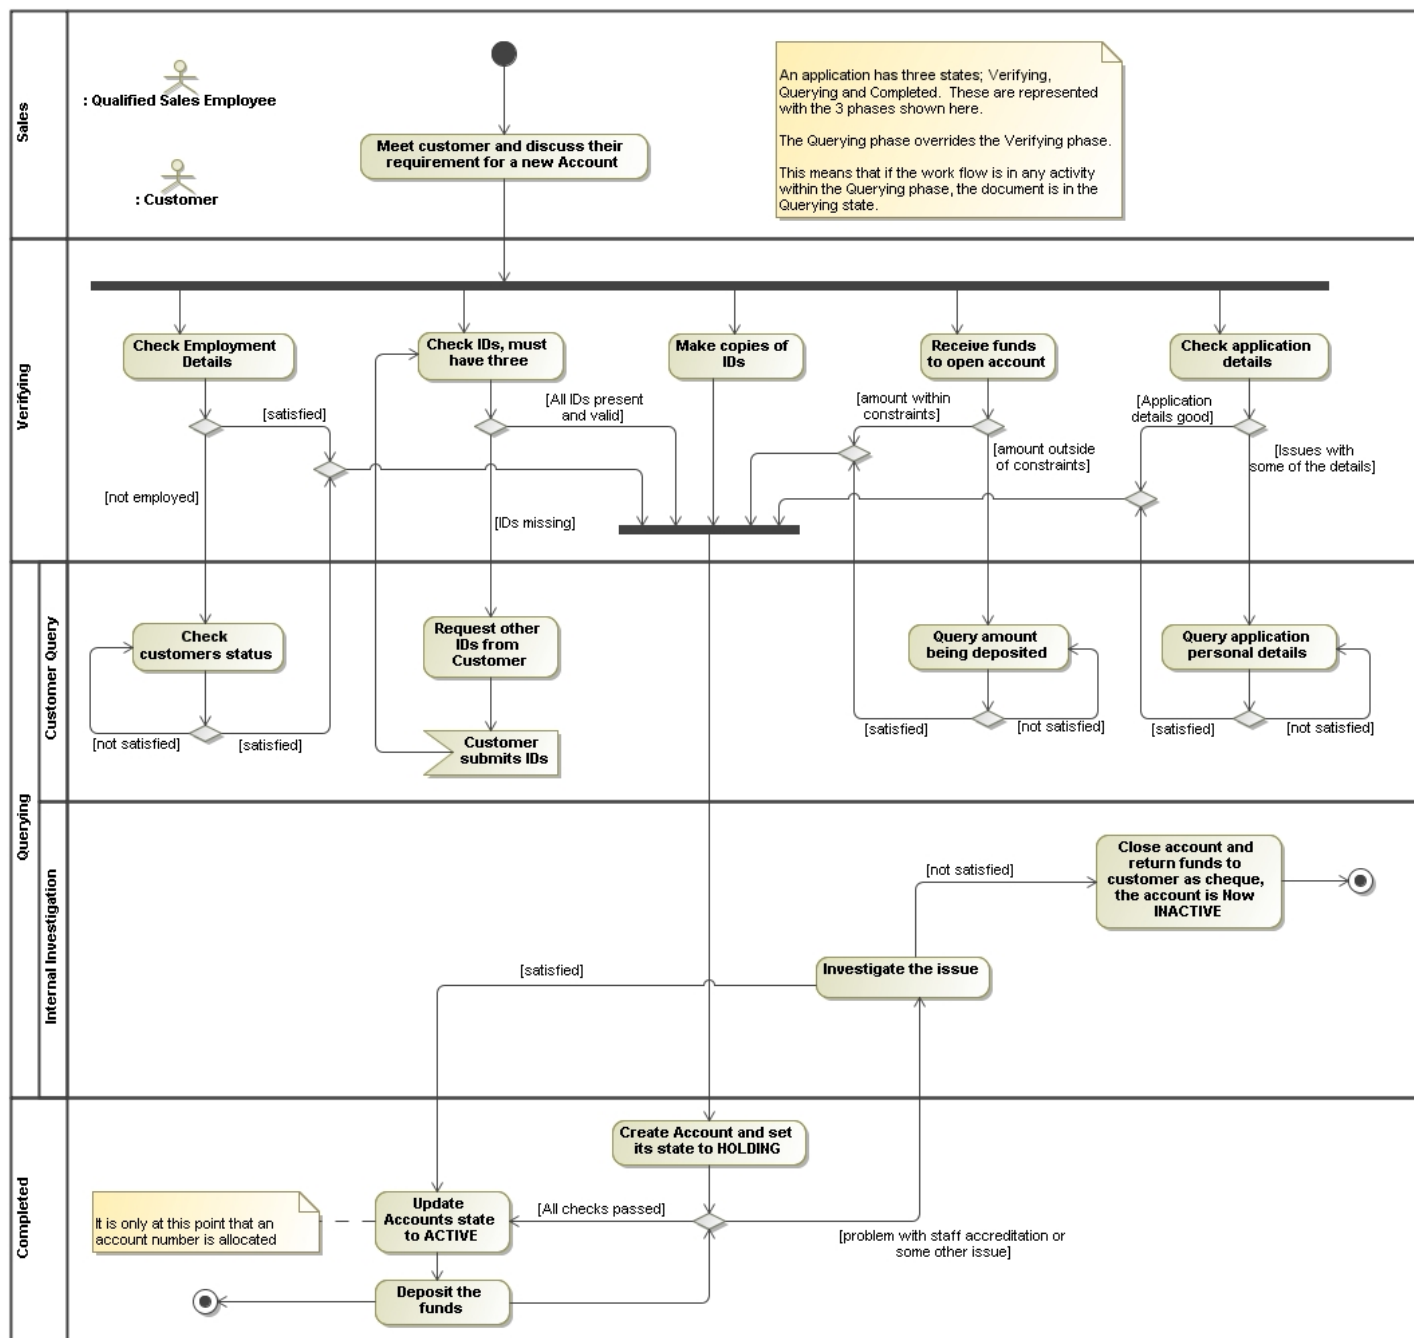 Sales
: Qualified Sales Employee
: Customer
Meet customer and discuss their
requirement for a new Account
An application has three states; Verifying,
Querying and Completed.  These are represented
with the 3 phases shown here.
The Querying phase overrides the Verifying phase.
This means that if the work flow is in any activity
within the Querying phase, the document is in the
Querying state.
Verifying
Check Employment
Details
Check IDs, must
have three
Make copies of
IDs
Receive funds
to open account
Check application
details
[satisfied]
[All IDs present
and valid]
[amount within
constraints]
[Application
details good]
[not employed]
[IDs missing]
[amount outside
of constraints]
[Issues with
some of the details]
Querying
Customer Query
Check
customers status
Request other
IDs from
Customer
Query amount
being deposited
Query application
personal details
[not satisfied]
[satisfied]
Customer
submits IDs
[satisfied]
[not satisfied]
[satisfied]
[not satisfied]
Internal Investigation
Close account and
return funds to
customer as cheque,
the account is Now
INACTIVE
[not satisfied]
Investigate the issue
[satisfied]
Completed
Create Account and set
its state to HOLDING
It is only at this point that an
account number is allocated
Update
Accounts state
to ACTIVE
[All checks passed]
[problem with staff accreditation or
some other issue]
Deposit the
funds